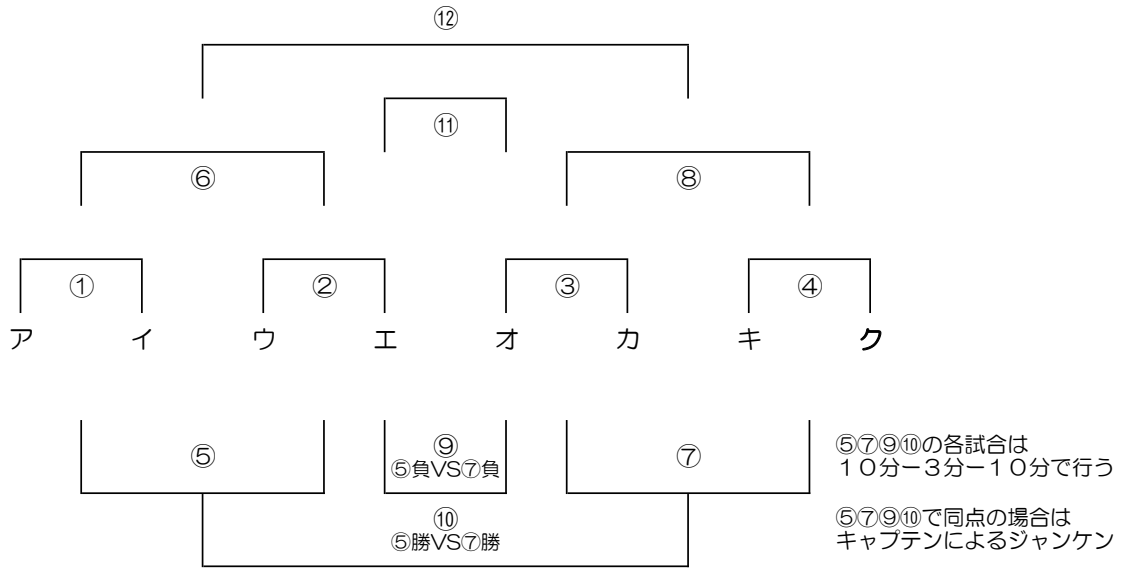 ⑫
⑪
⑥
⑧
①
②
③
④
ア
イ
ウ
エ
オ
カ
キ
ク
⑤
⑨
⑤負VS⑦負
⑦
⑩
⑤勝VS⑦勝
⑤⑦⑨⑩の各試合は
１０分ー３分ー１０分で行う
⑤⑦⑨⑩で同点の場合は
キャプテンによるジャンケン